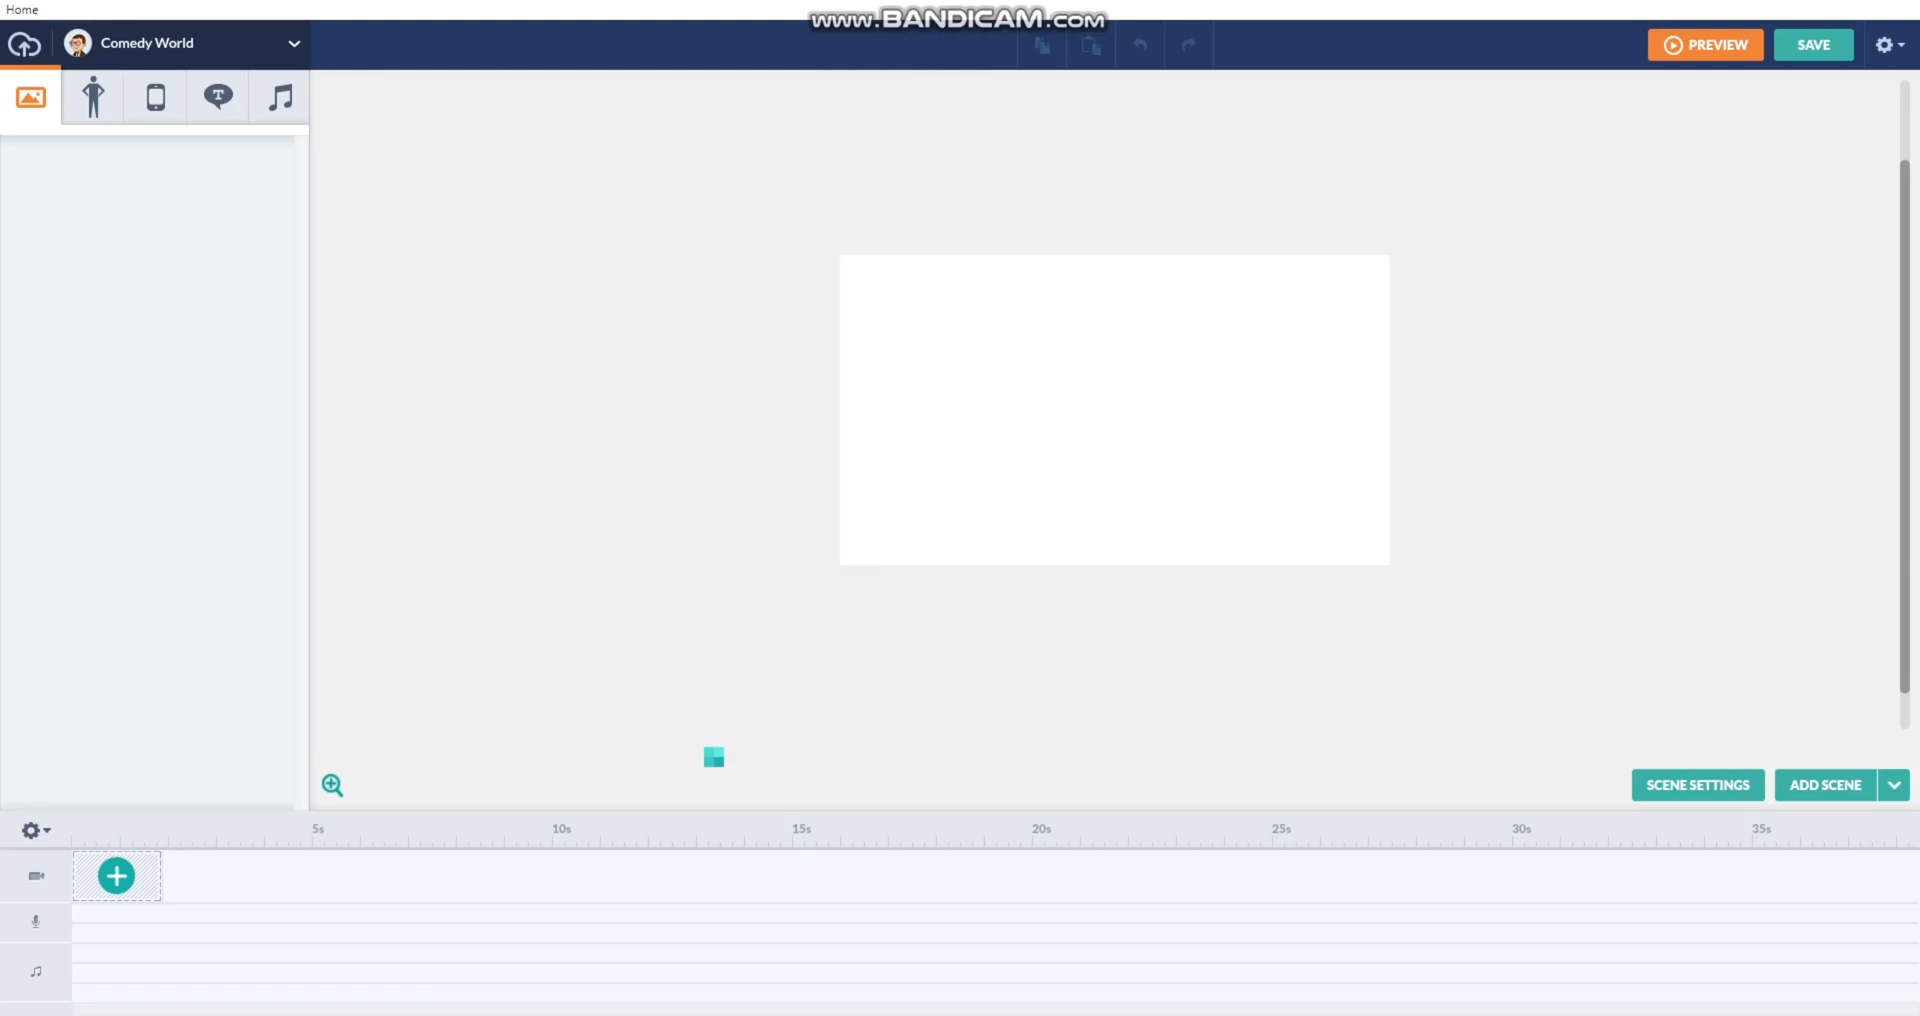 Home
www.BANDICAM.com
Comedy World
PREVIEW
SAVE
T
SCENE SETTINGS
ADD SCENE
5s
10s
15s
20s
25s
30s
35s